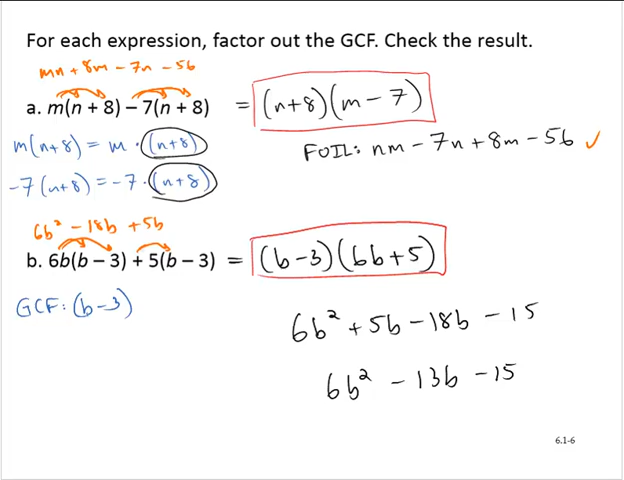 For each expression, factor out the GCF. Check the result.
mn + 8m - 7n - 56
a. m(n + 8) – 7(n + 8) = (n+8)(m - 7)
m(n+8) = m · (n+8)
FOIL: nm - 7n + 8m - 56 ✓
-7(n+8) = -7 · (n+8)
6b² - 18b + 5b
b. 6b(b – 3) + 5(b – 3) = (b-3)(6b+5)
GCF: (b-3)
6b² + 5b - 18b - 15
6b² - 13b - 15
6.1-6